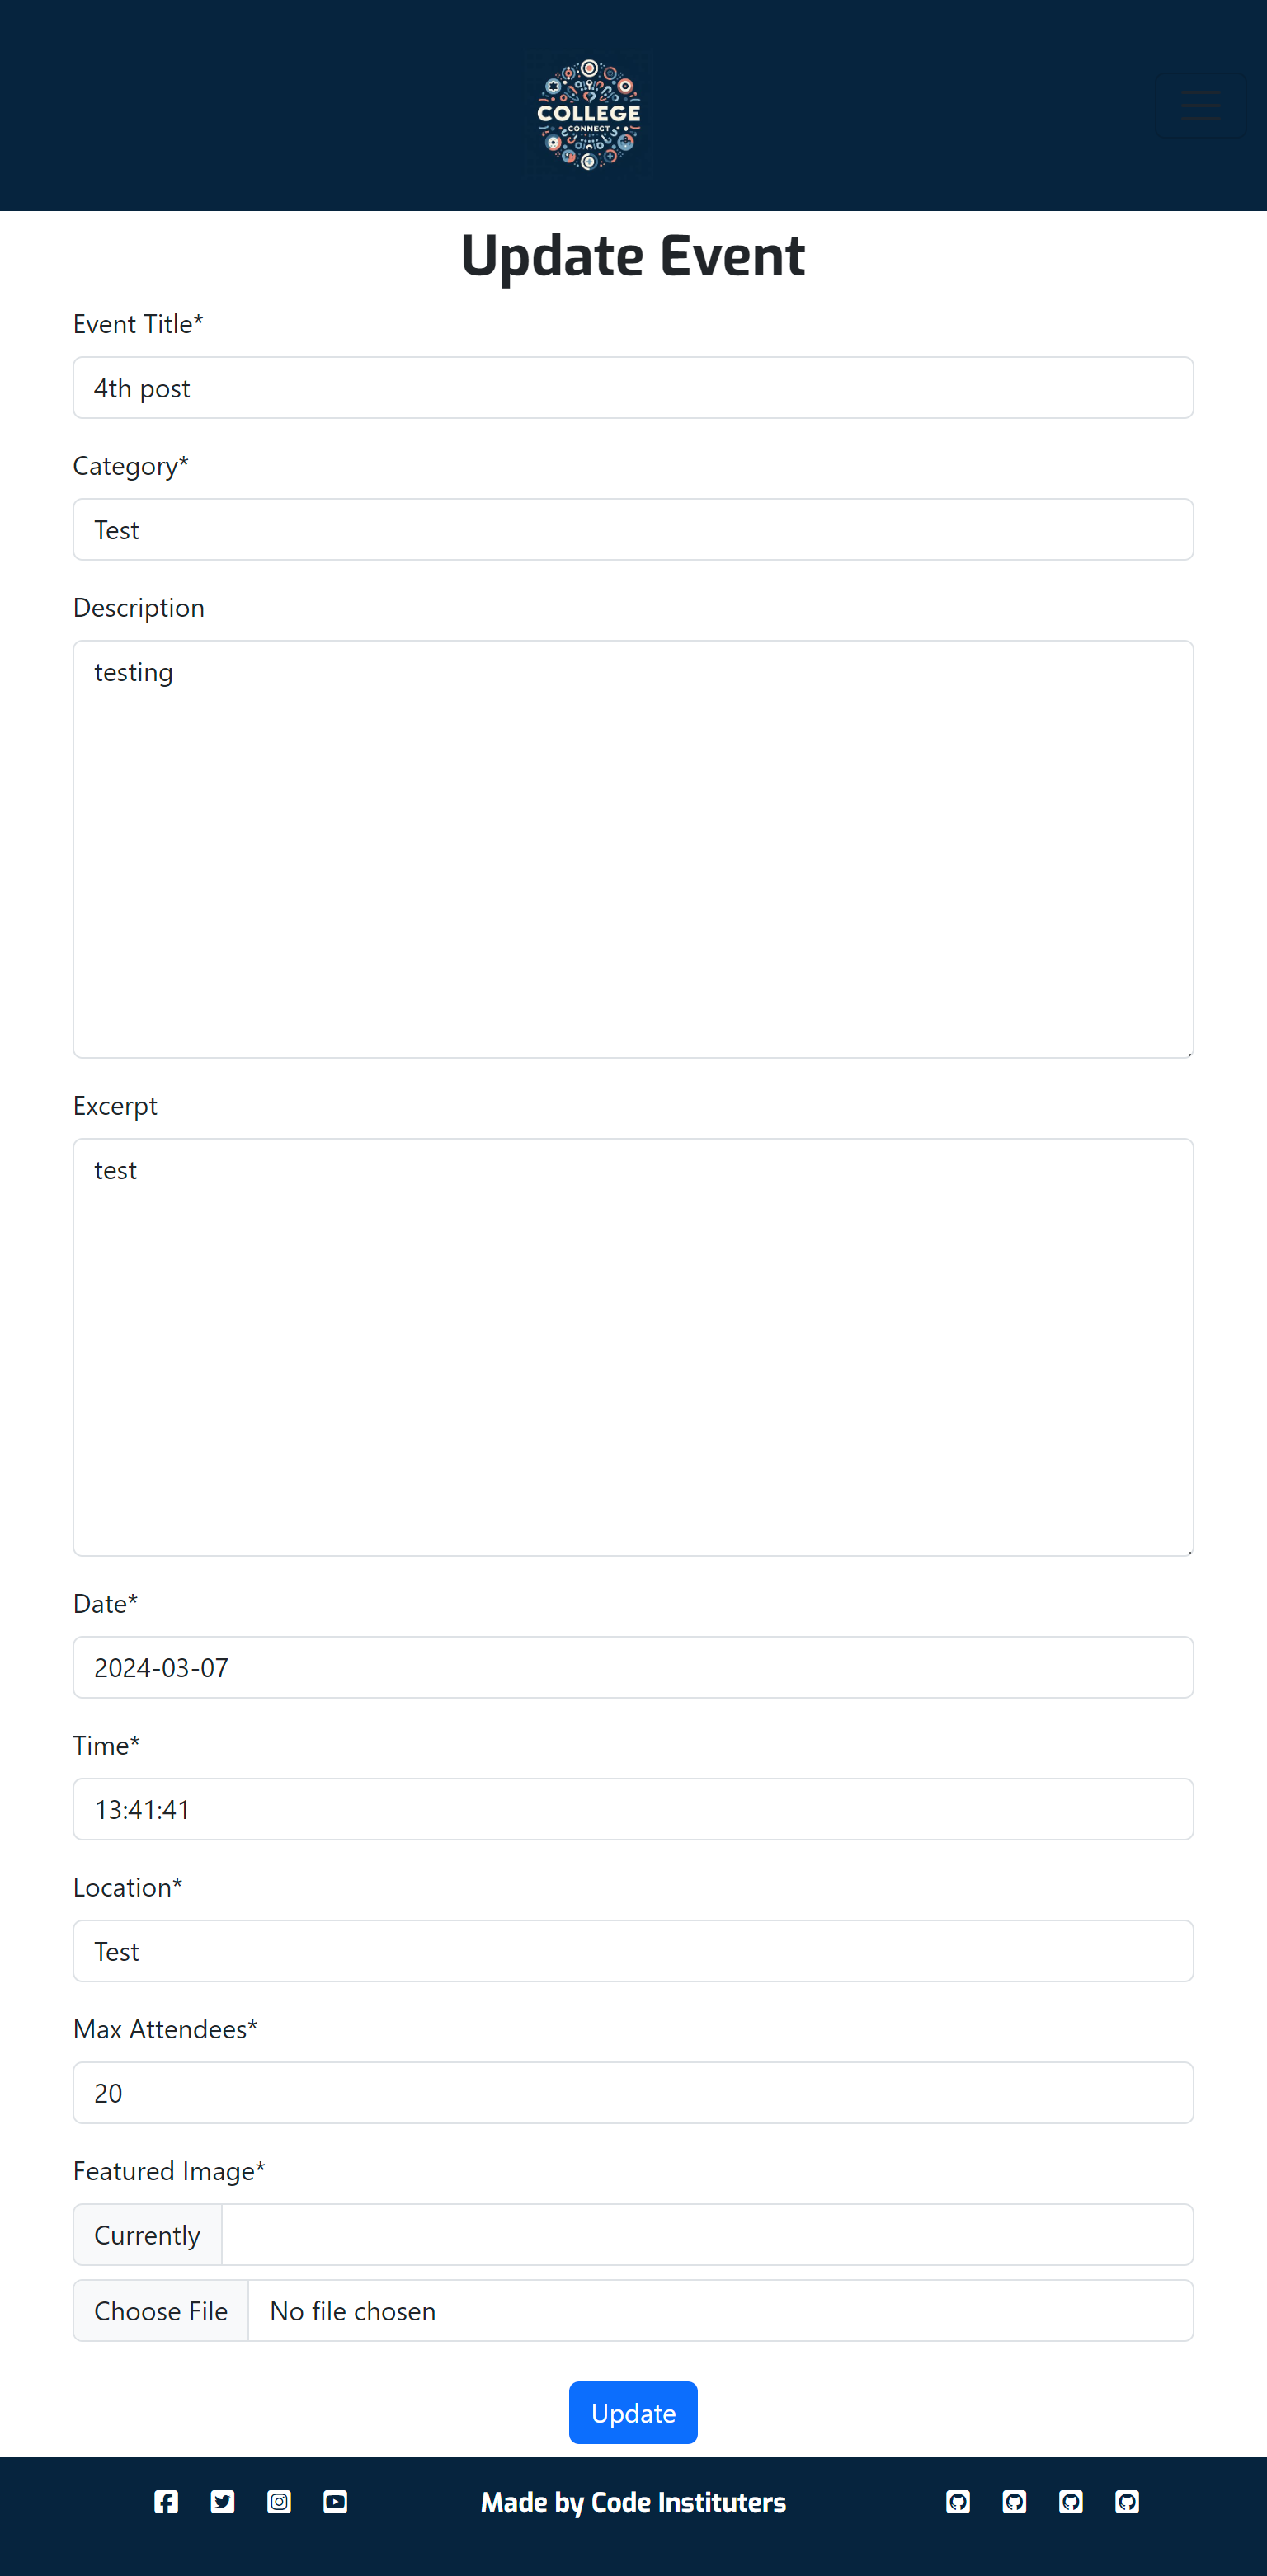 COLLEGE
CONNECT
Update Event
Event Title*
4th post
Category*
Test
Description
testing
Excerpt
test
Date*
2024-03-07
Time*
13:41:41
Location*
Test
Max Attendees*
20
Featured Image*
Currently
Choose File No file chosen
Update
Made by Code Instituters